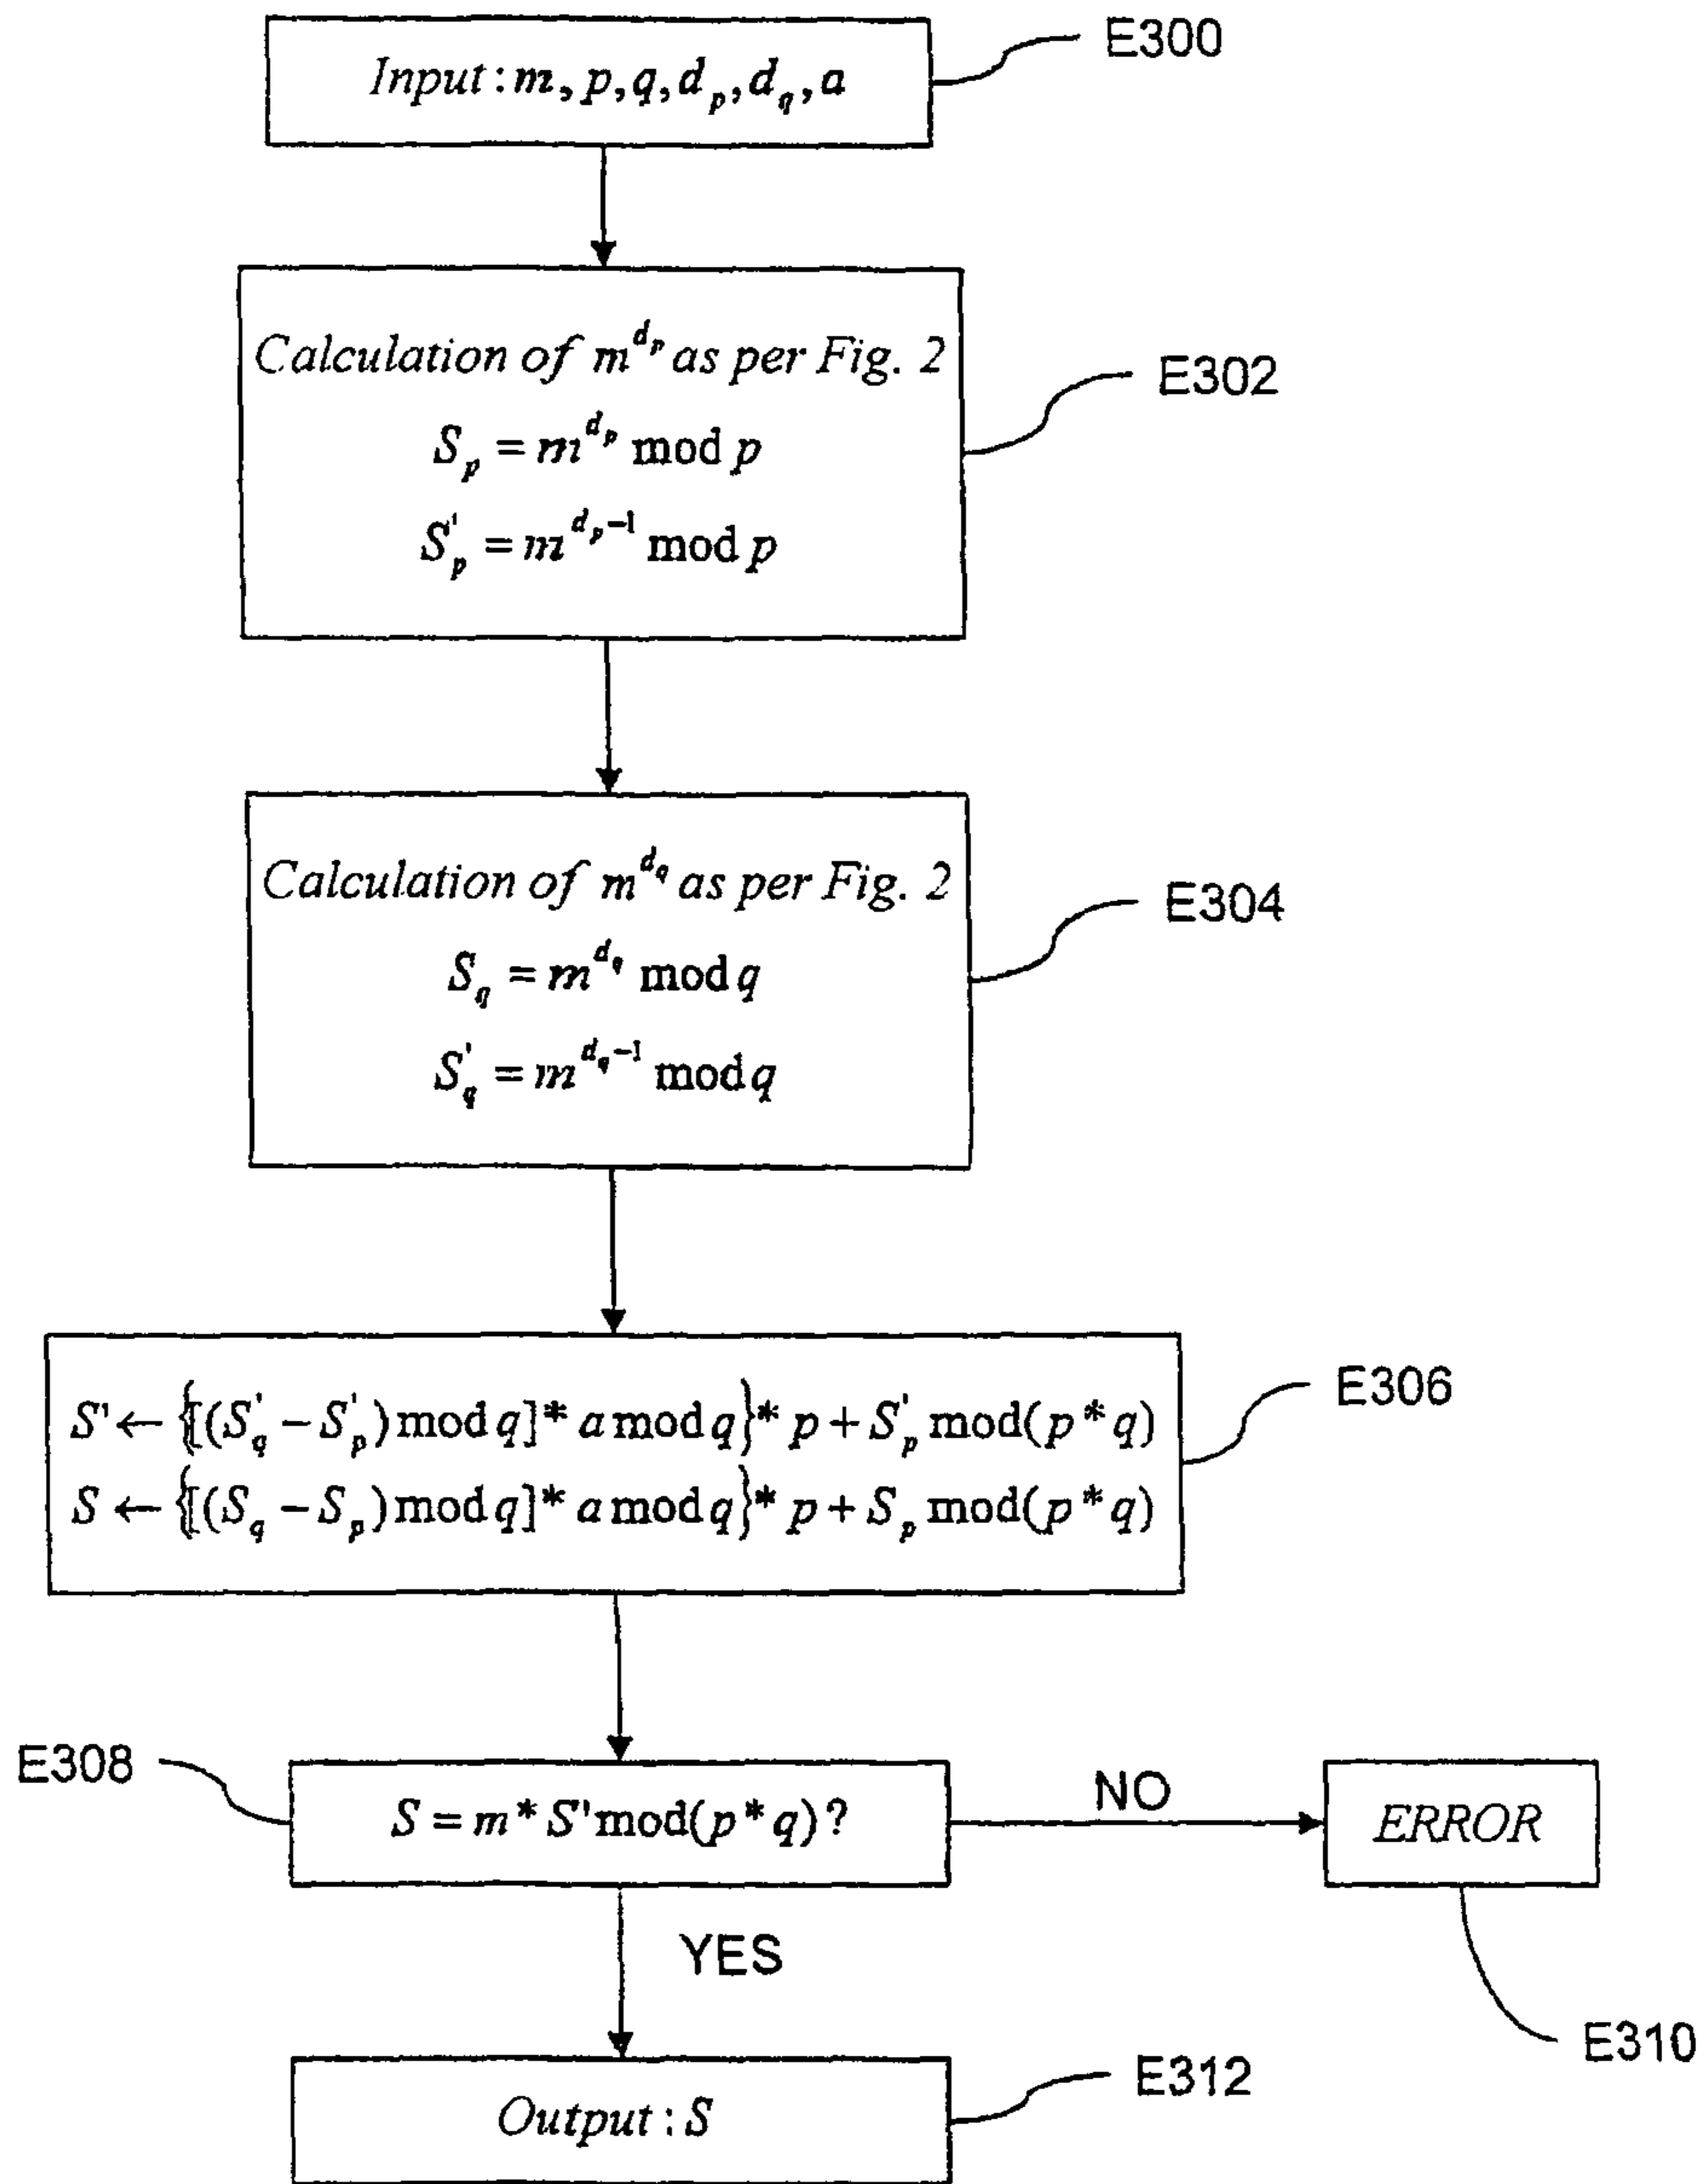 Input: m, p, q, d_p, d_q, a
E300
Calculation of m^{d_p} as per Fig. 2
S_p = m^{d_p} mod p
S'_p = m^{d_p-1} mod p
E302
Calculation of m^{d_q} as per Fig. 2
S_q = m^{d_q} mod q
S'_q = m^{d_q-1} mod q
E304
S' ← {[(S'_q − S'_p) mod q] * a mod q} * p + S'_p mod(p * q)
S ← {[(S_q − S_p) mod q] * a mod q} * p + S_p mod(p * q)
E306
E308
S = m * S' mod(p * q)?
NO
ERROR
E310
YES
Output: S
E312